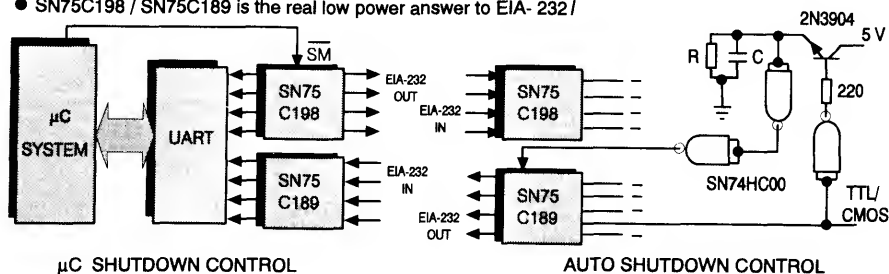 ● SN75C198 / SN75C189 is the real low power answer to EIA- 232!
2N3904
5 V
SM
R
C
µC
SYSTEM
UART
SN75
C198
EIA-232
OUT
EIA-232
IN
SN75
C198
220
SN75
C189
EIA-232
IN
EIA-232
OUT
SN75
C189
SN74HC00
TTL/
CMOS
µC SHUTDOWN CONTROL
AUTO SHUTDOWN CONTROL